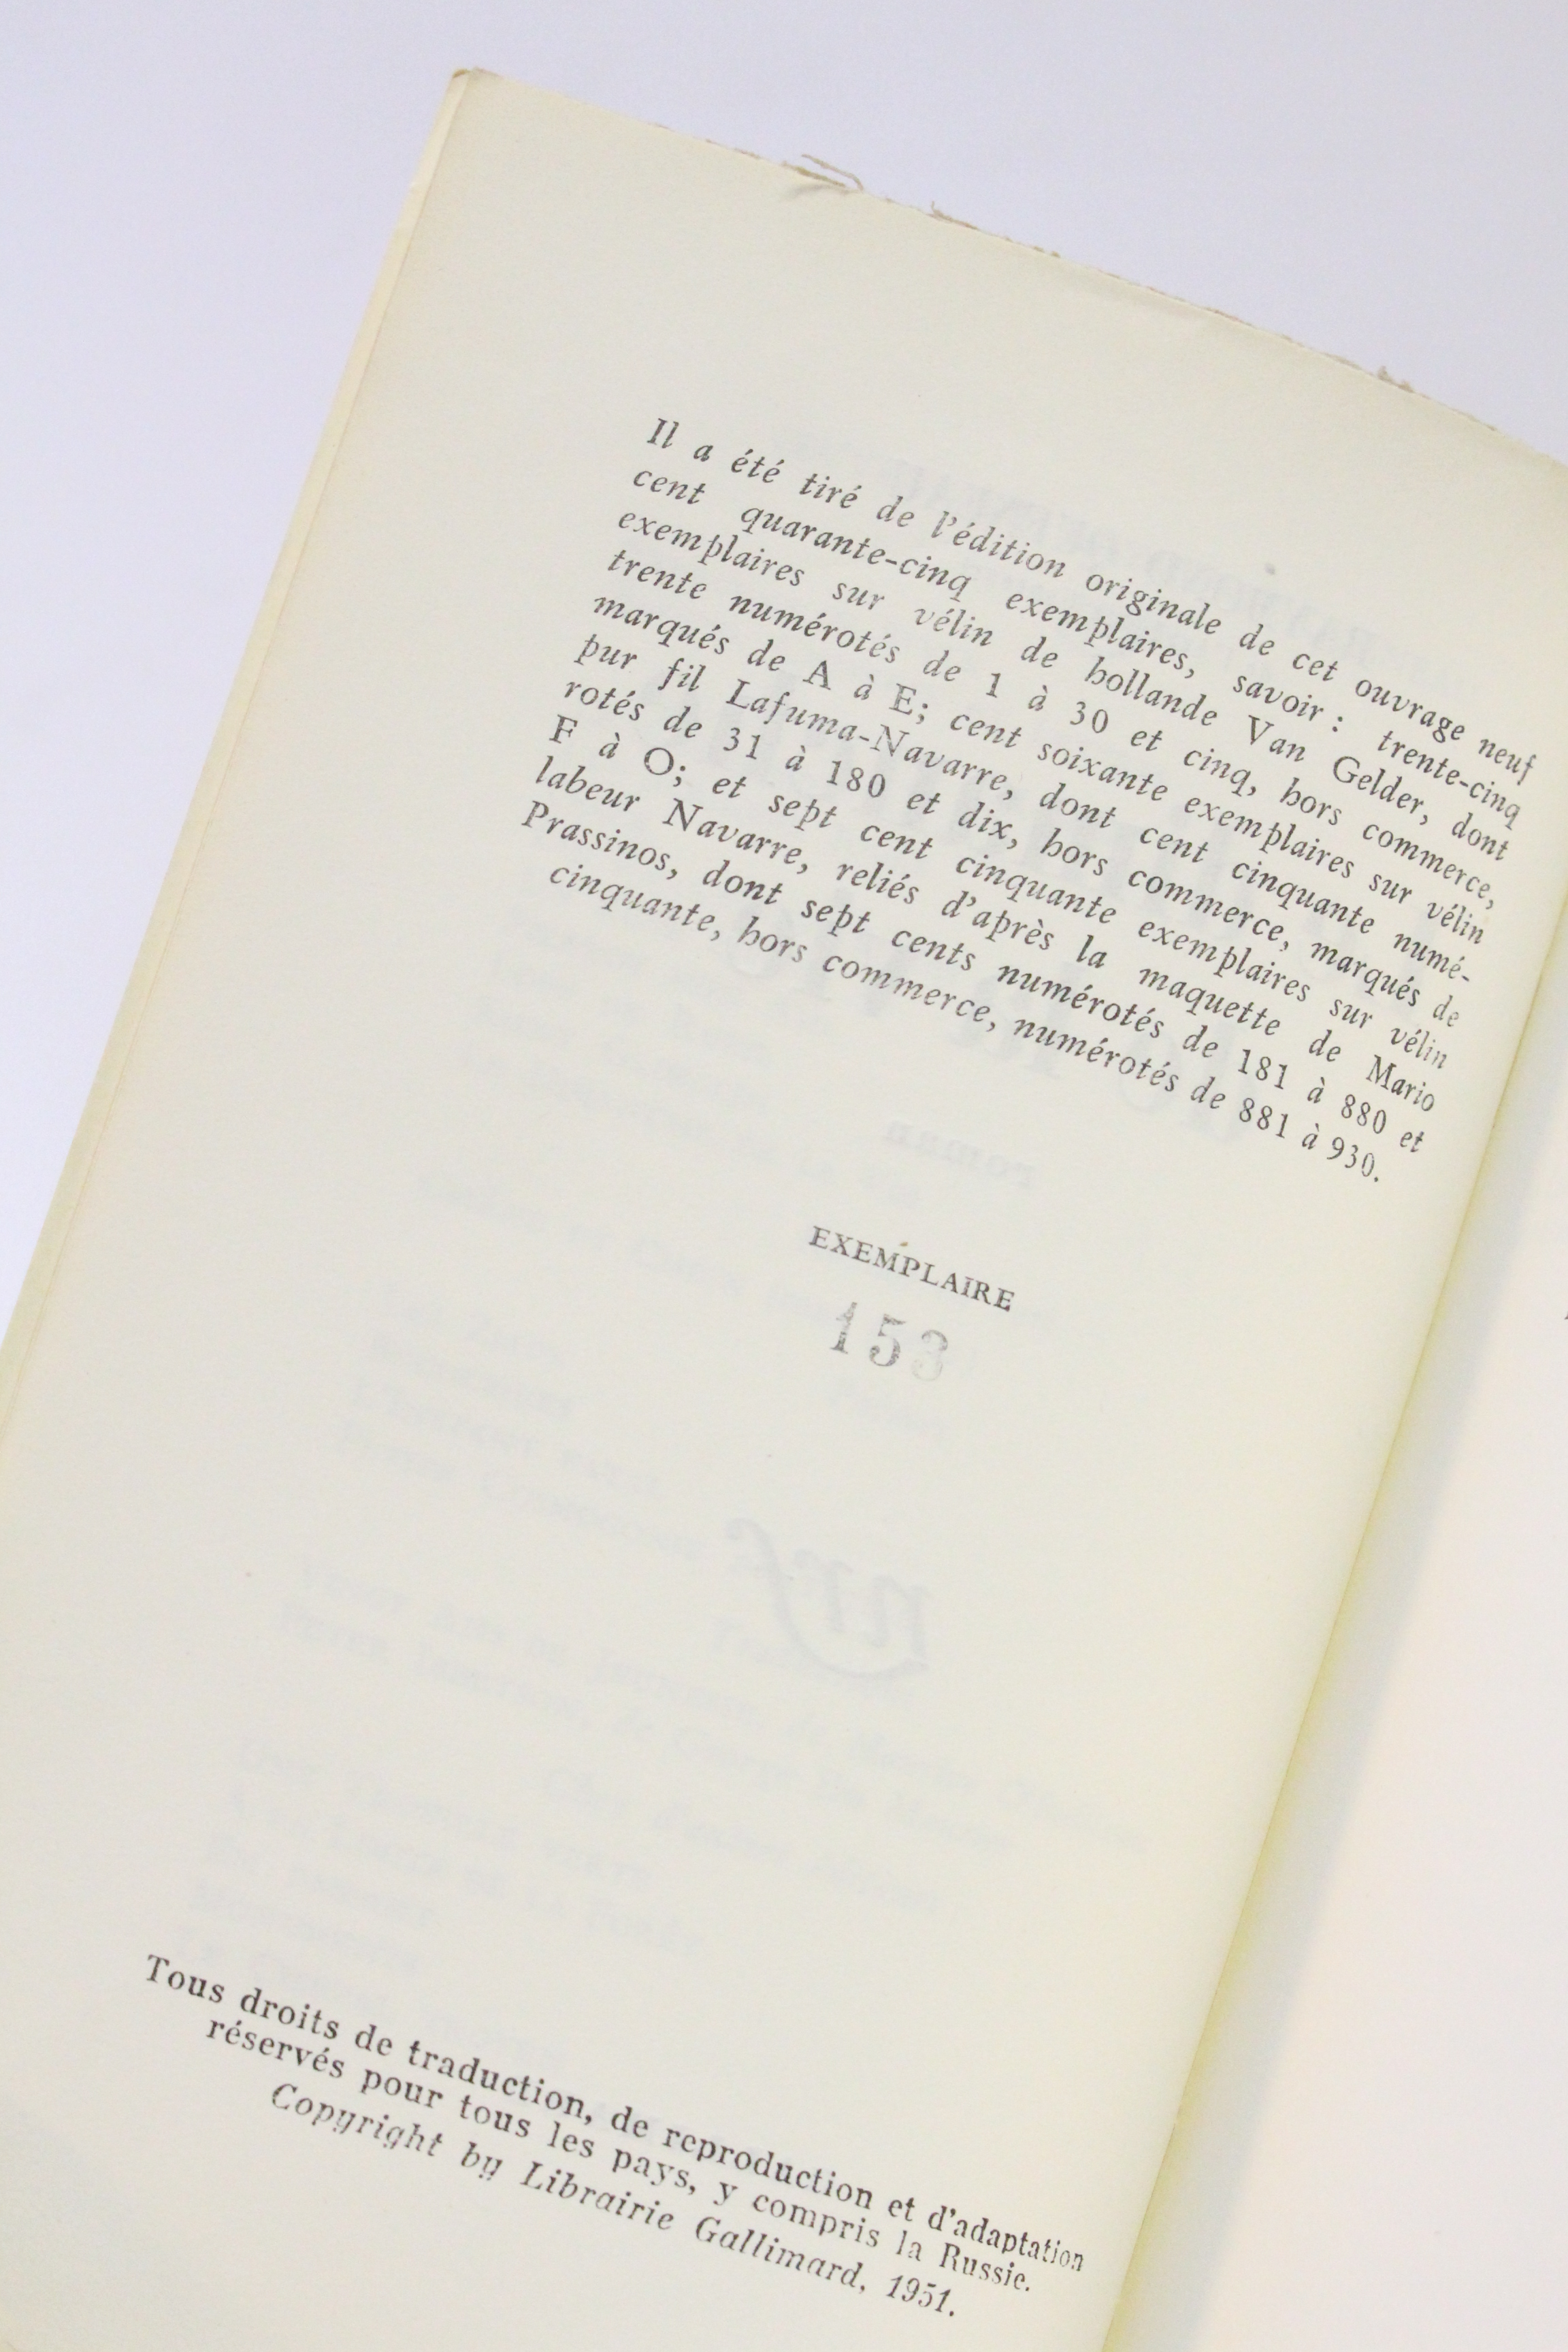 Il a été tiré de l'édition originale de cet ouvrage neuf
cent quarante-cinq exemplaires, savoir : trente-cinq
exemplaires sur vélin de hollande Van Gelder, dont
trente numérotés de 1 à 30 et cinq, hors commerce,
marqués de A à E; cent soixante exemplaires sur vélin
pur fil Lafuma-Navarre, dont cent cinquante numé-
rotés de 31 à 180 et dix, hors commerce, marqués de
F à O; et sept cent cinquante exemplaires sur vélin
labeur Navarre, reliés d'après la maquette de Mario
Prassinos, dont sept cents numérotés de 181 à 880 et
cinquante, hors commerce, numérotés de 881 à 930.
EXEMPLAIRE
153
roman
nrf
Tous droits de traduction, de reproduction et d'adaptation
réservés pour tous les pays, y compris la Russie.
Copyright by Librairie Gallimard, 1951.